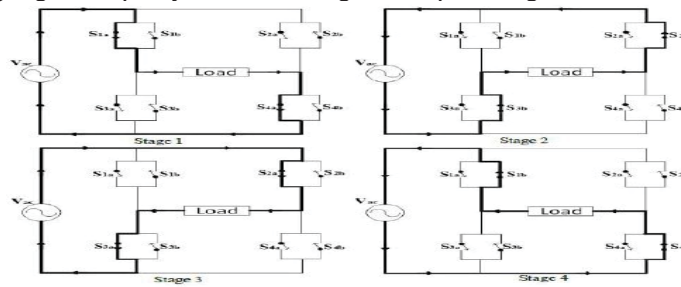 S1a S1b S2a S2b
Vac
Load
S3a S3b S4a S4b
Stage 1
S1a S1b S2a
Vac
Load
S3a S3b S4a
Stage 2
S1a S1b S2a S2b
Vac
Load
S3a S3b S4a S4b
Stage 3
S1a S1b S2a
Vac
Load
S3a S3b S4a
Stage 4